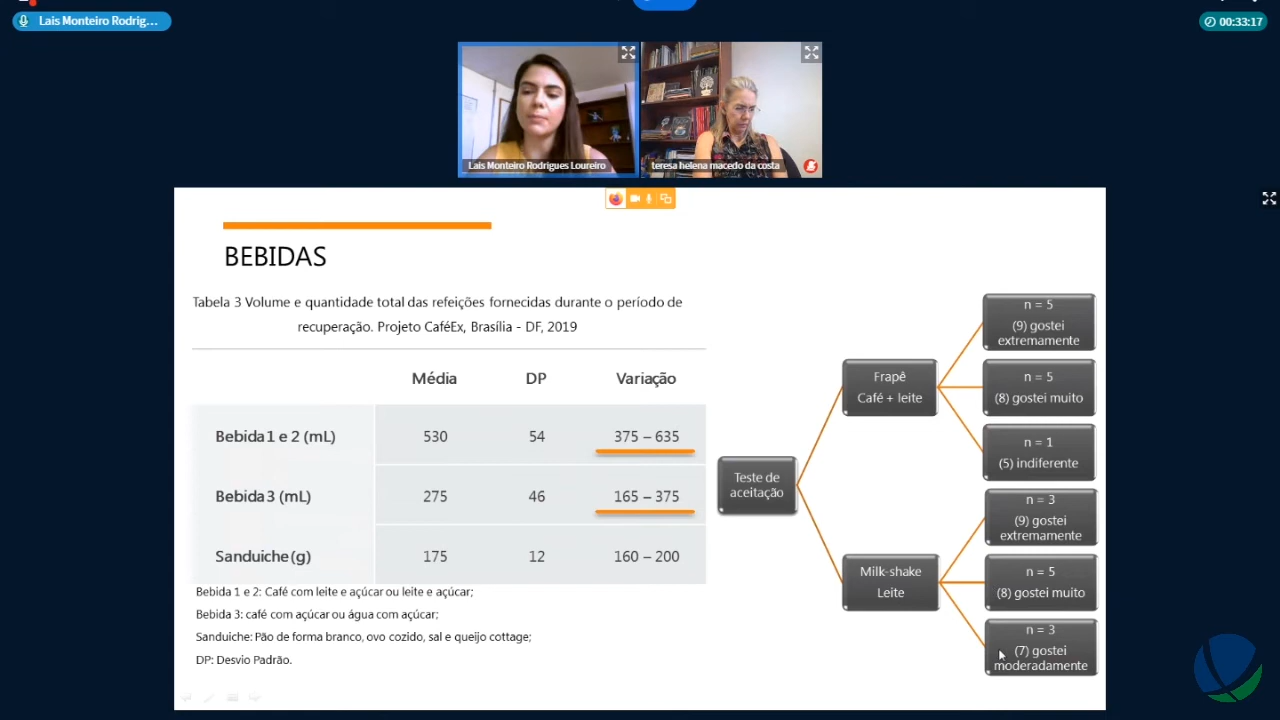 Lais Monteiro Rodrig...
00:33:17
Lais Monteiro Rodrigues Loureiro
teresa helena macedo da costa
BEBIDAS
Tabela 3 Volume e quantidade total das refeições fornecidas durante o período de
recuperação. Projeto CaféEx, Brasília - DF, 2019
Média DP Variação
Bebida 1 e 2 (mL) 530 54 375 – 635
Bebida 3 (mL) 275 46 165 – 375
Sanduiche (g) 175 12 160 – 200
Bebida 1 e 2: Café com leite e açúcar ou leite e açúcar;
Bebida 3: café com açúcar ou água com açúcar;
Sanduiche: Pão de forma branco, ovo cozido, sal e queijo cottage;
DP: Desvio Padrão.
Teste de
aceitação
Frapê
Café + leite
n = 5
(9) gostei
extremamente
n = 5
(8) gostei muito
n = 1
(5) indiferente
Milk-shake
Leite
n = 3
(9) gostei
extremamente
n = 5
(8) gostei muito
n = 3
(7) gostei
moderadamente